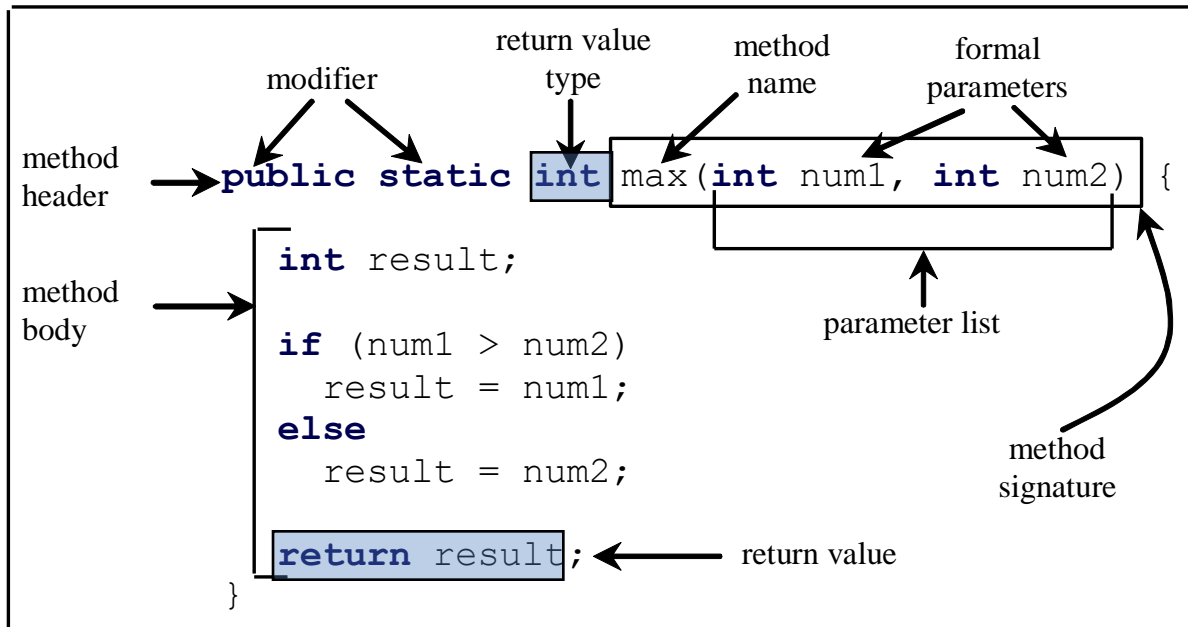 return value
type
method
name
formal
parameters
modifier
method
header
public static int max(int num1, int num2) {
int result;
method
body
parameter list
if (num1 > num2)
result = num1;
else
result = num2;
method
signature
return result;
return value
}